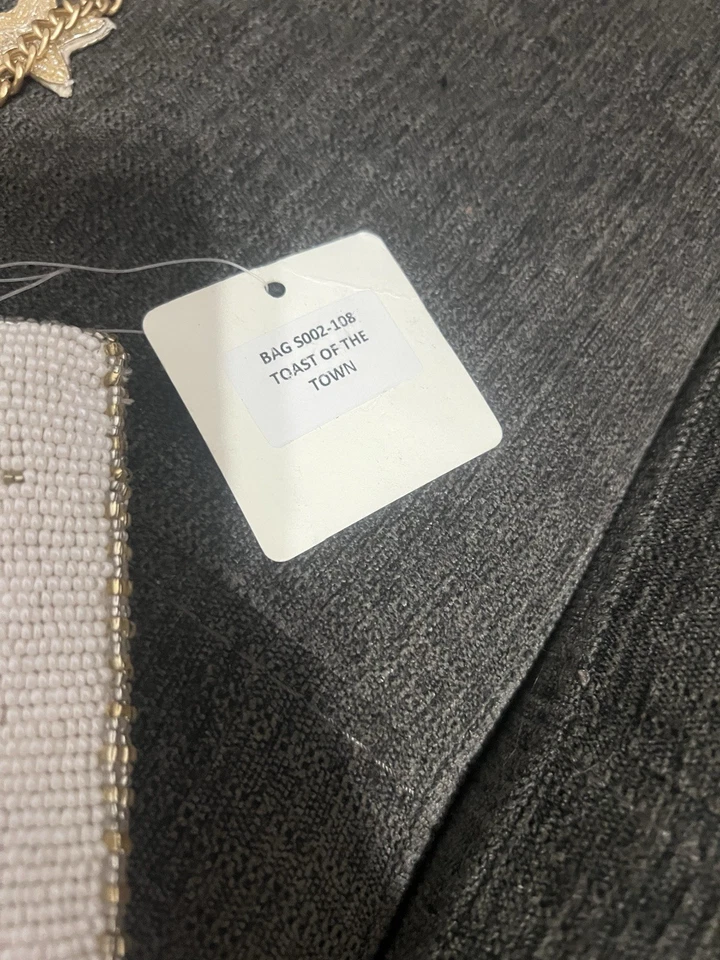 BAG S002-108
TOAST OF THE
TOWN